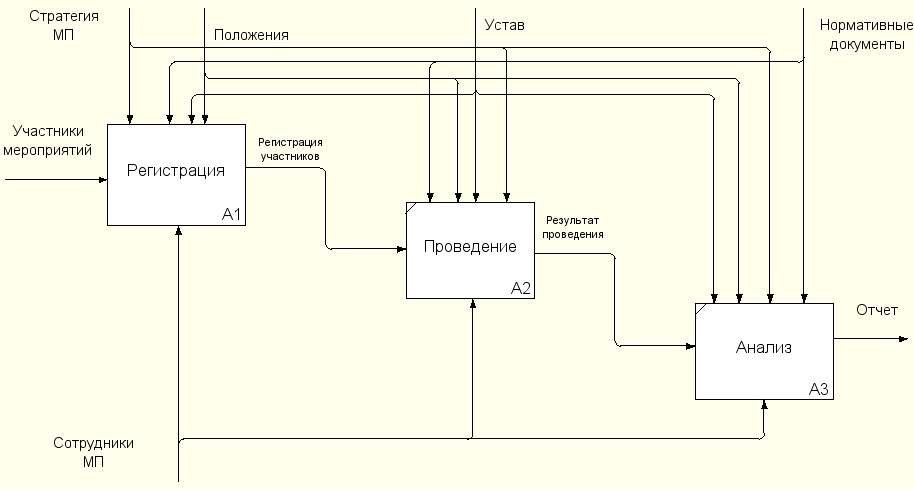 Стратегия
МП
Положения
Устав
Нормативные
документы
Участники
мероприятий
Регистрация
A1
Регистрация
участников
Проведение
A2
Результат
проведения
Анализ
A3
Отчет
Сотрудники
МП